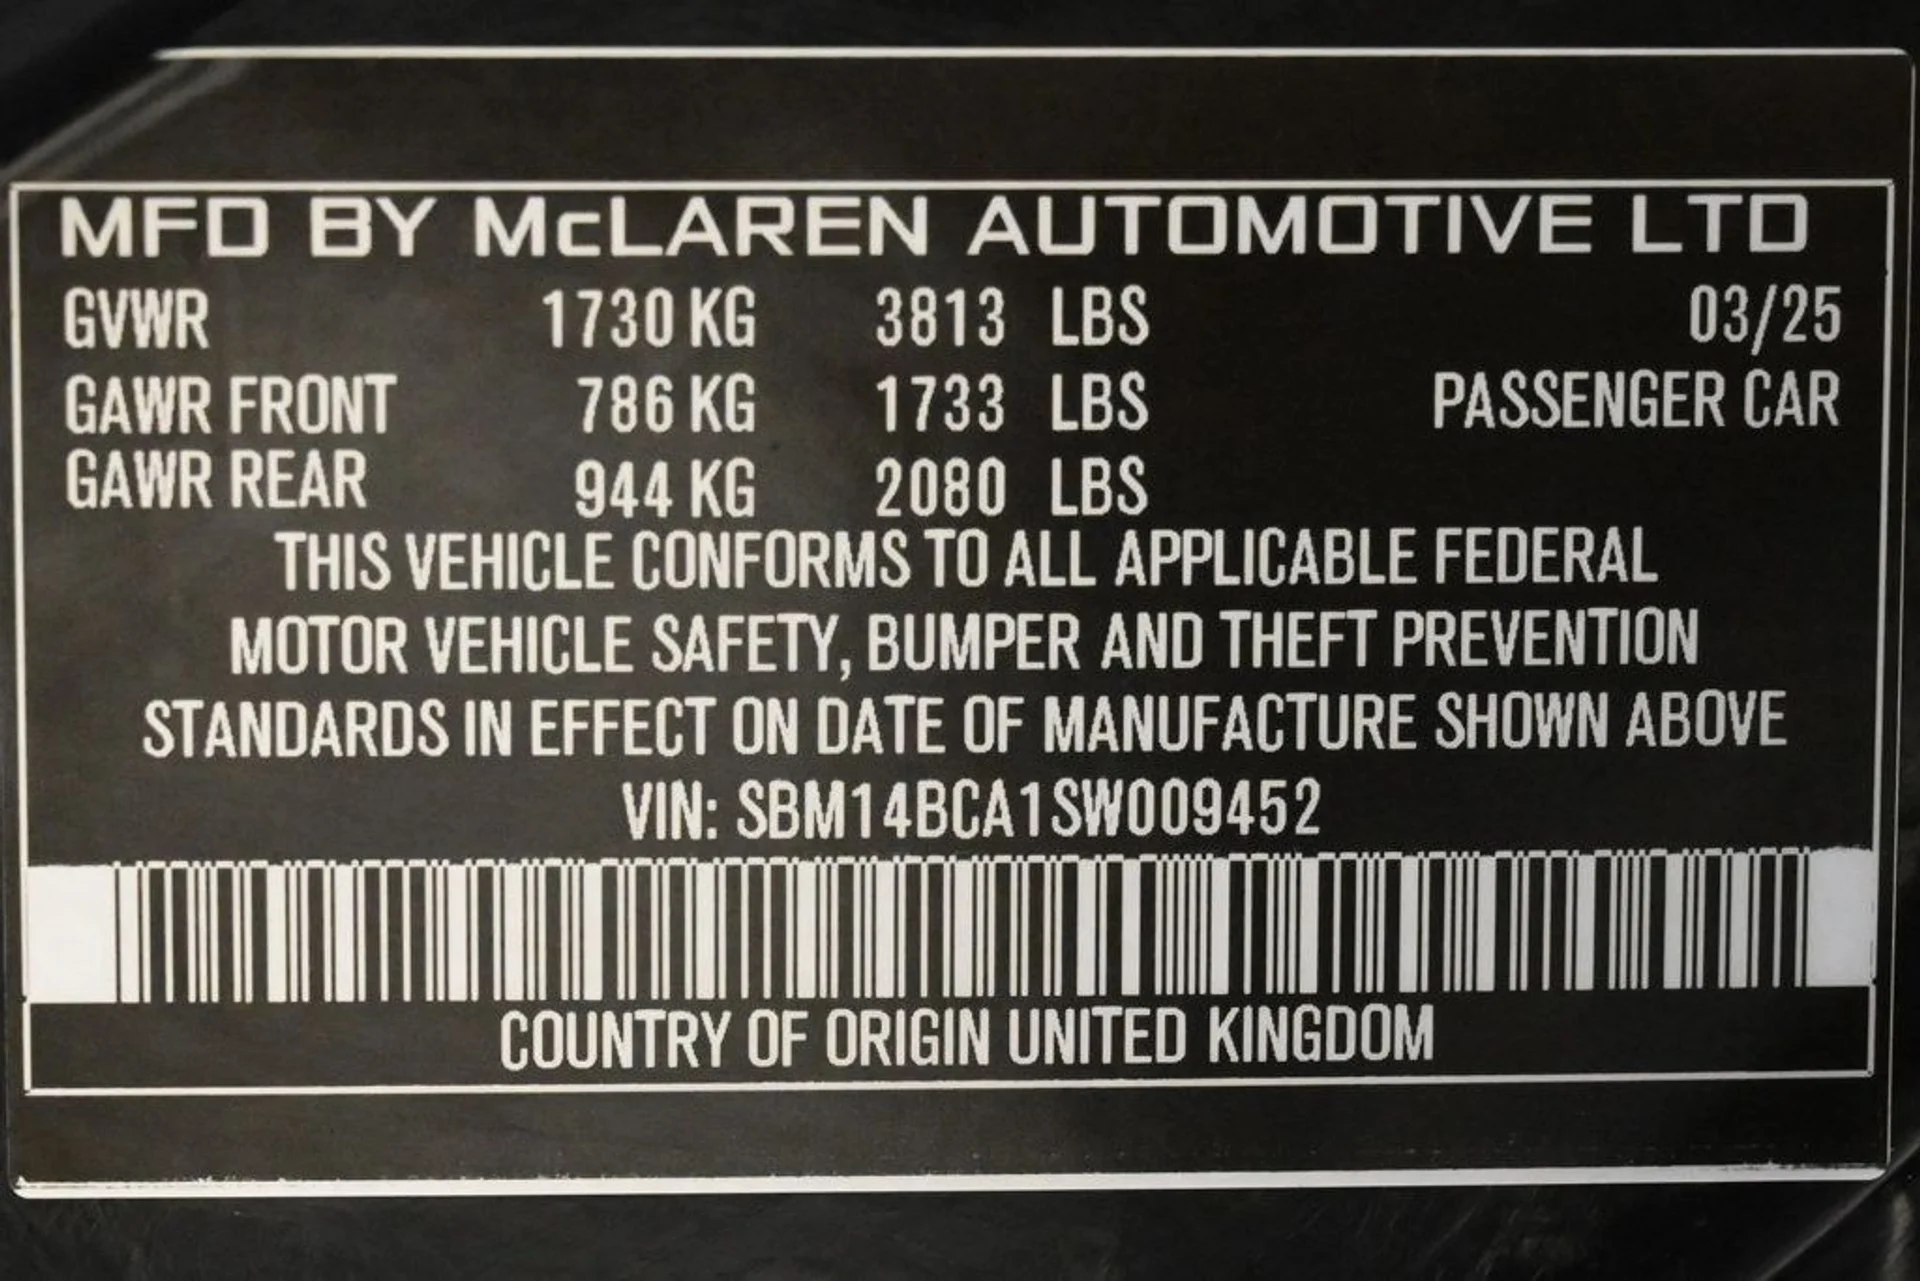 MFD BY McLAREN AUTOMOTIVE LTD
GVWR 1730 KG 3813 LBS 03/25
GAWR FRONT 786 KG 1733 LBS PASSENGER CAR
GAWR REAR 944 KG 2080 LBS
THIS VEHICLE CONFORMS TO ALL APPLICABLE FEDERAL
MOTOR VEHICLE SAFETY, BUMPER AND THEFT PREVENTION
STANDARDS IN EFFECT ON DATE OF MANUFACTURE SHOWN ABOVE
VIN: SBM14BCA1SW009452
COUNTRY OF ORIGIN UNITED KINGDOM